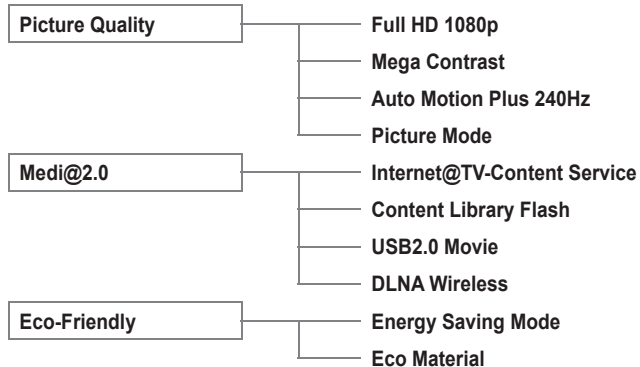 Picture Quality
Full HD 1080p
Mega Contrast
Auto Motion Plus 240Hz
Picture Mode
Medi@2.0
Internet@TV-Content Service
Content Library Flash
USB2.0 Movie
DLNA Wireless
Eco-Friendly
Energy Saving Mode
Eco Material